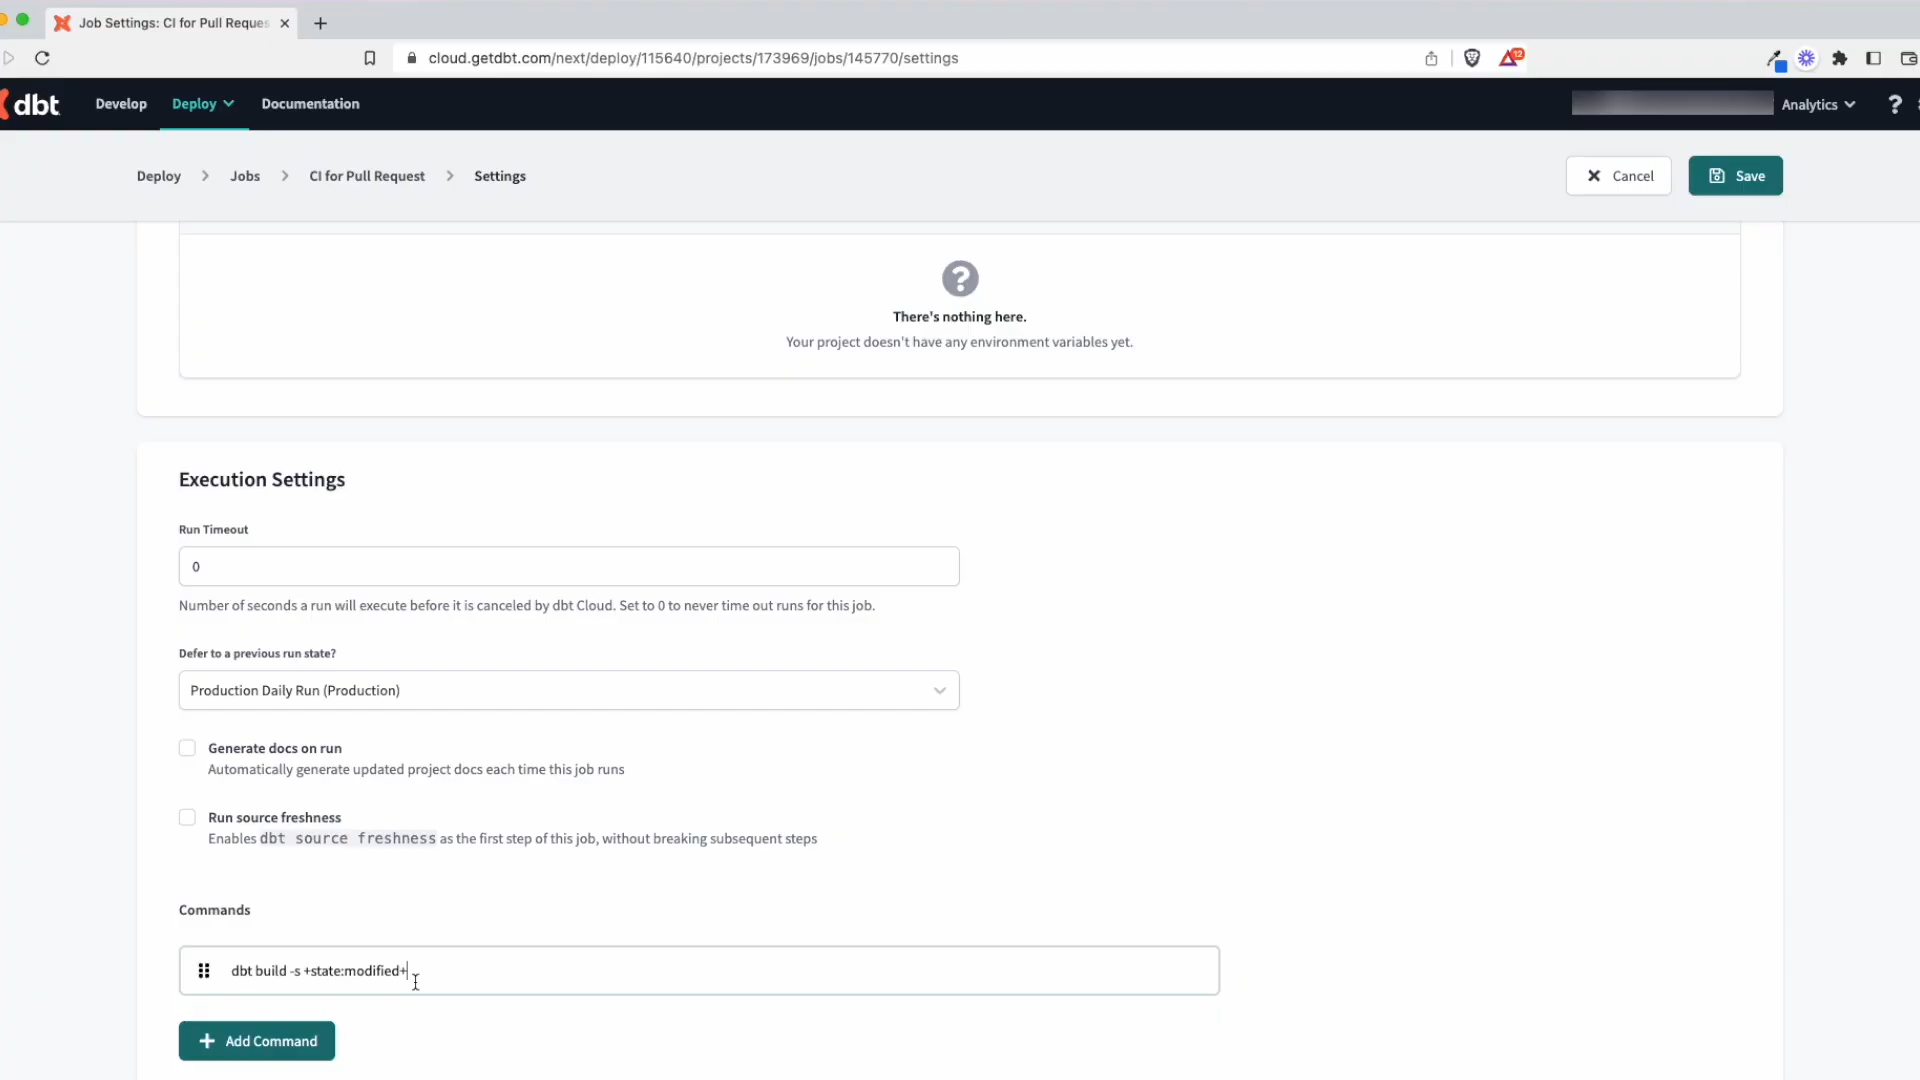 Job Settings: CI for Pull Reques
cloud.getdbt.com/next/deploy/115640/projects/173969/jobs/145770/settings
12
dbt Develop Deploy Documentation Analytics ?
Deploy > Jobs > CI for Pull Request > Settings
Cancel Save
?
There's nothing here.
Your project doesn't have any environment variables yet.
Execution Settings
Run Timeout
0
Number of seconds a run will execute before it is canceled by dbt Cloud. Set to 0 to never time out runs for this job.
Defer to a previous run state?
Production Daily Run (Production)
Generate docs on run
Automatically generate updated project docs each time this job runs
Run source freshness
Enables dbt source freshness as the first step of this job, without breaking subsequent steps
Commands
dbt build -s +state:modified+
+ Add Command